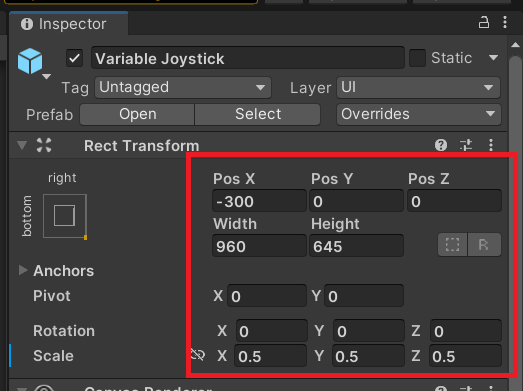 Inspector
Variable Joystick
Static
Tag Untagged Layer UI
Prefab Open Select Overrides
Rect Transform
right
bottom
Pos X Pos Y Pos Z
-300 0 0
Width Height
960 645
R
Anchors
Pivot X 0 Y 0
Rotation X 0 Y 0 Z 0
Scale X 0.5 Y 0.5 Z 0.5
Canvas Renderer